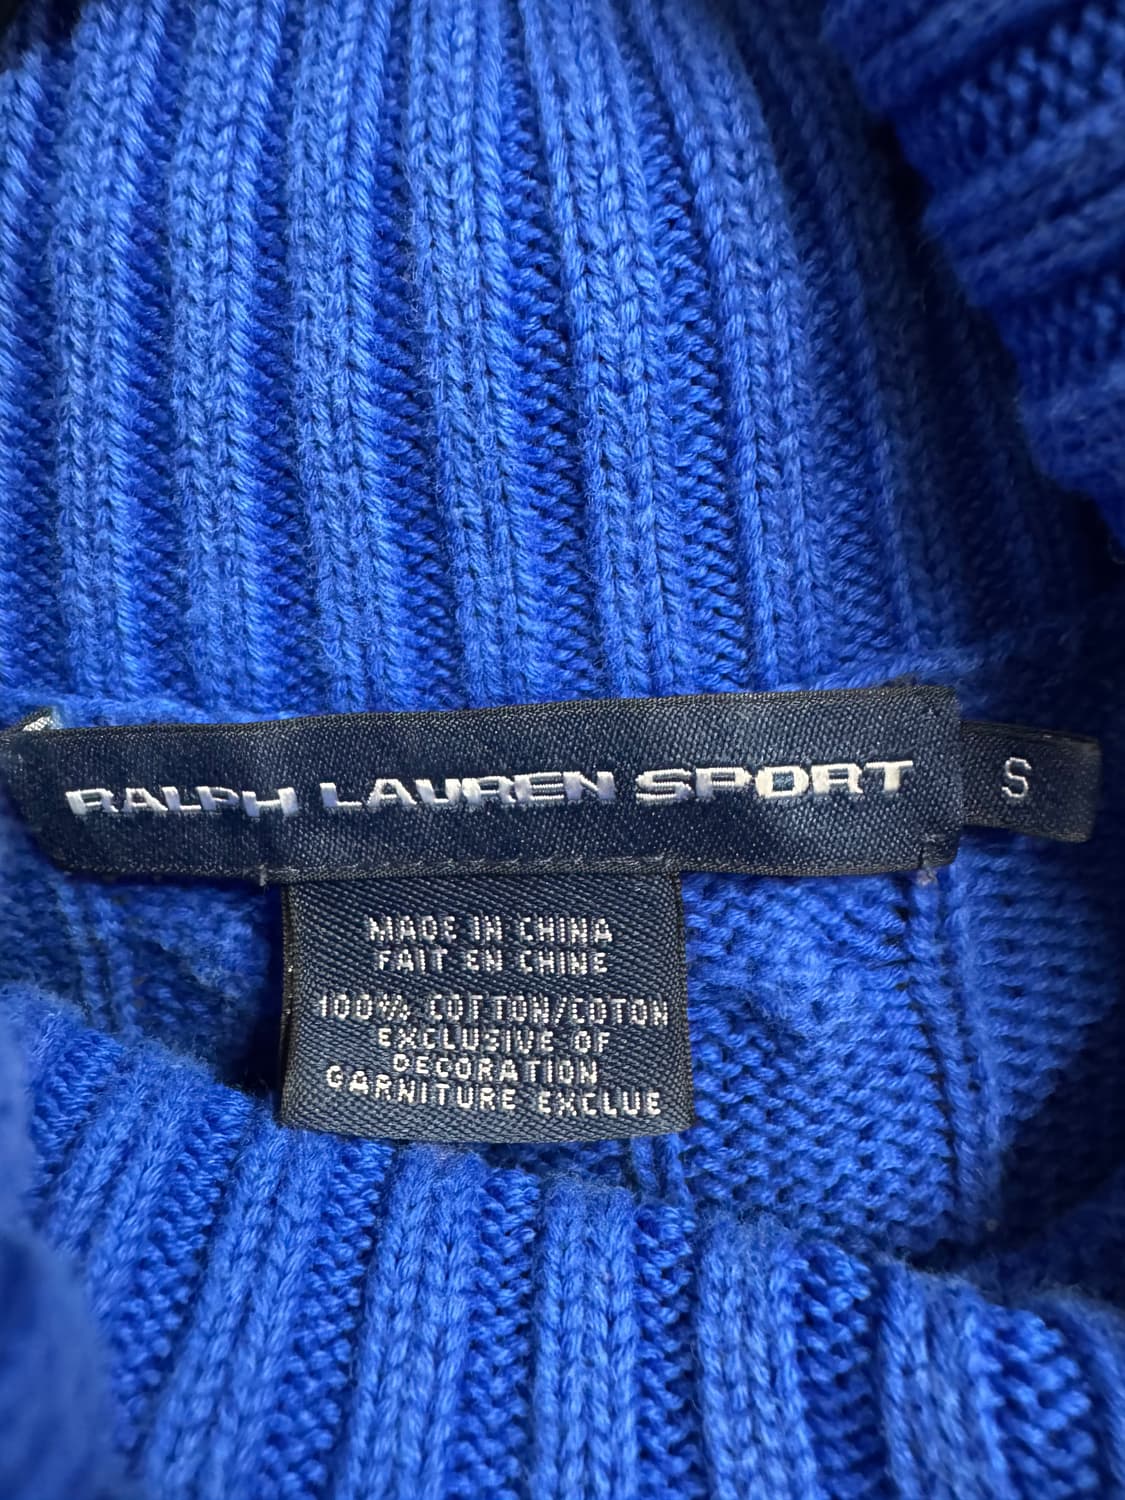 RALPH LAUREN SPORT
S
MADE IN CHINA
FAIT EN CHINE
100% COTTON/COTON
EXCLUSIVE OF
DECORATION
GARNITURE EXCLUE